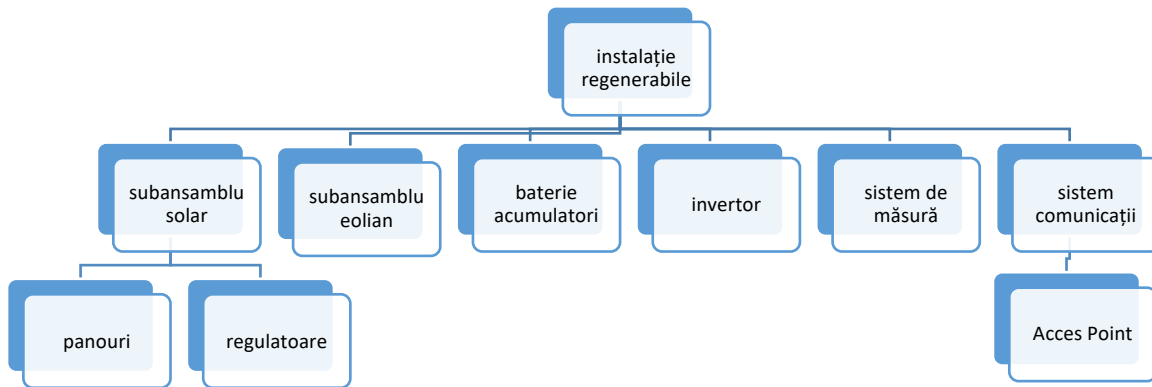 instalație
regenerabile
subansamblu
solar
subansamblu
eolian
baterie
acumulatori
invertor
sistem de
măsură
sistem
comunicații
panouri
regulatoare
Acces Point